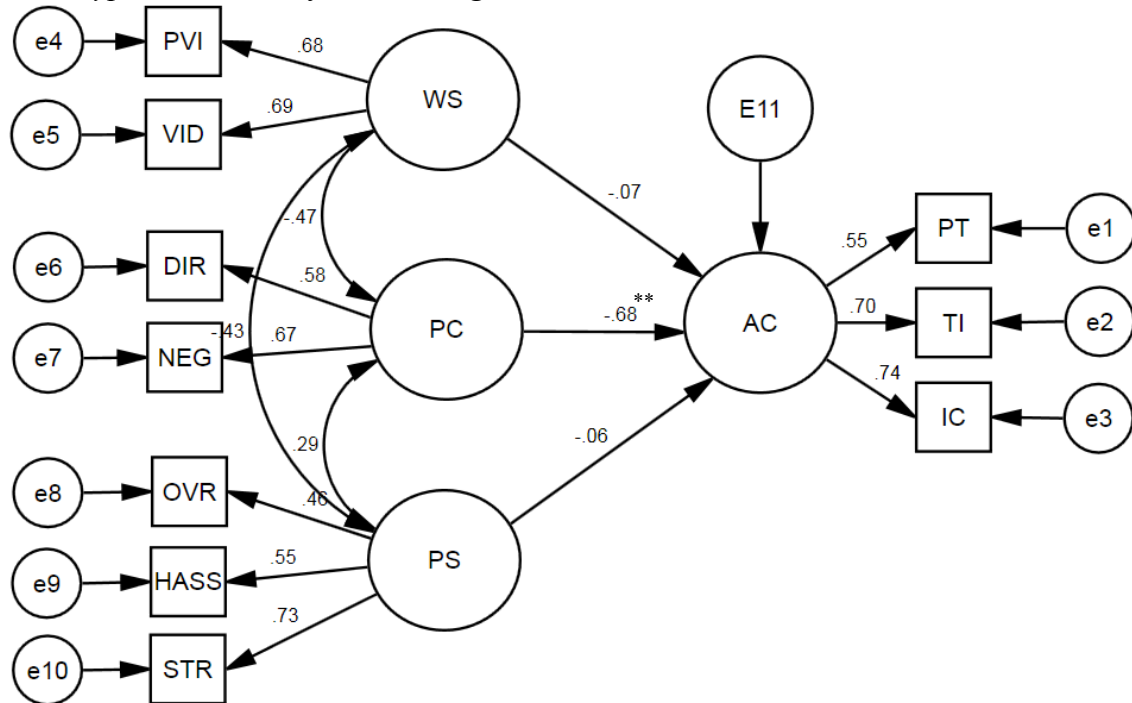 e4
PVI
.68
WS
e5
VID
.69
E11
-.07
-.47
e6
DIR
.58
PC
-.68**
AC
.55
PT
e1
.70
TI
e2
-.43
e7
NEG
.67
.74
IC
e3
.29
-.06
e8
OVR
.46
PS
e9
HASS
.55
.73
e10
STR